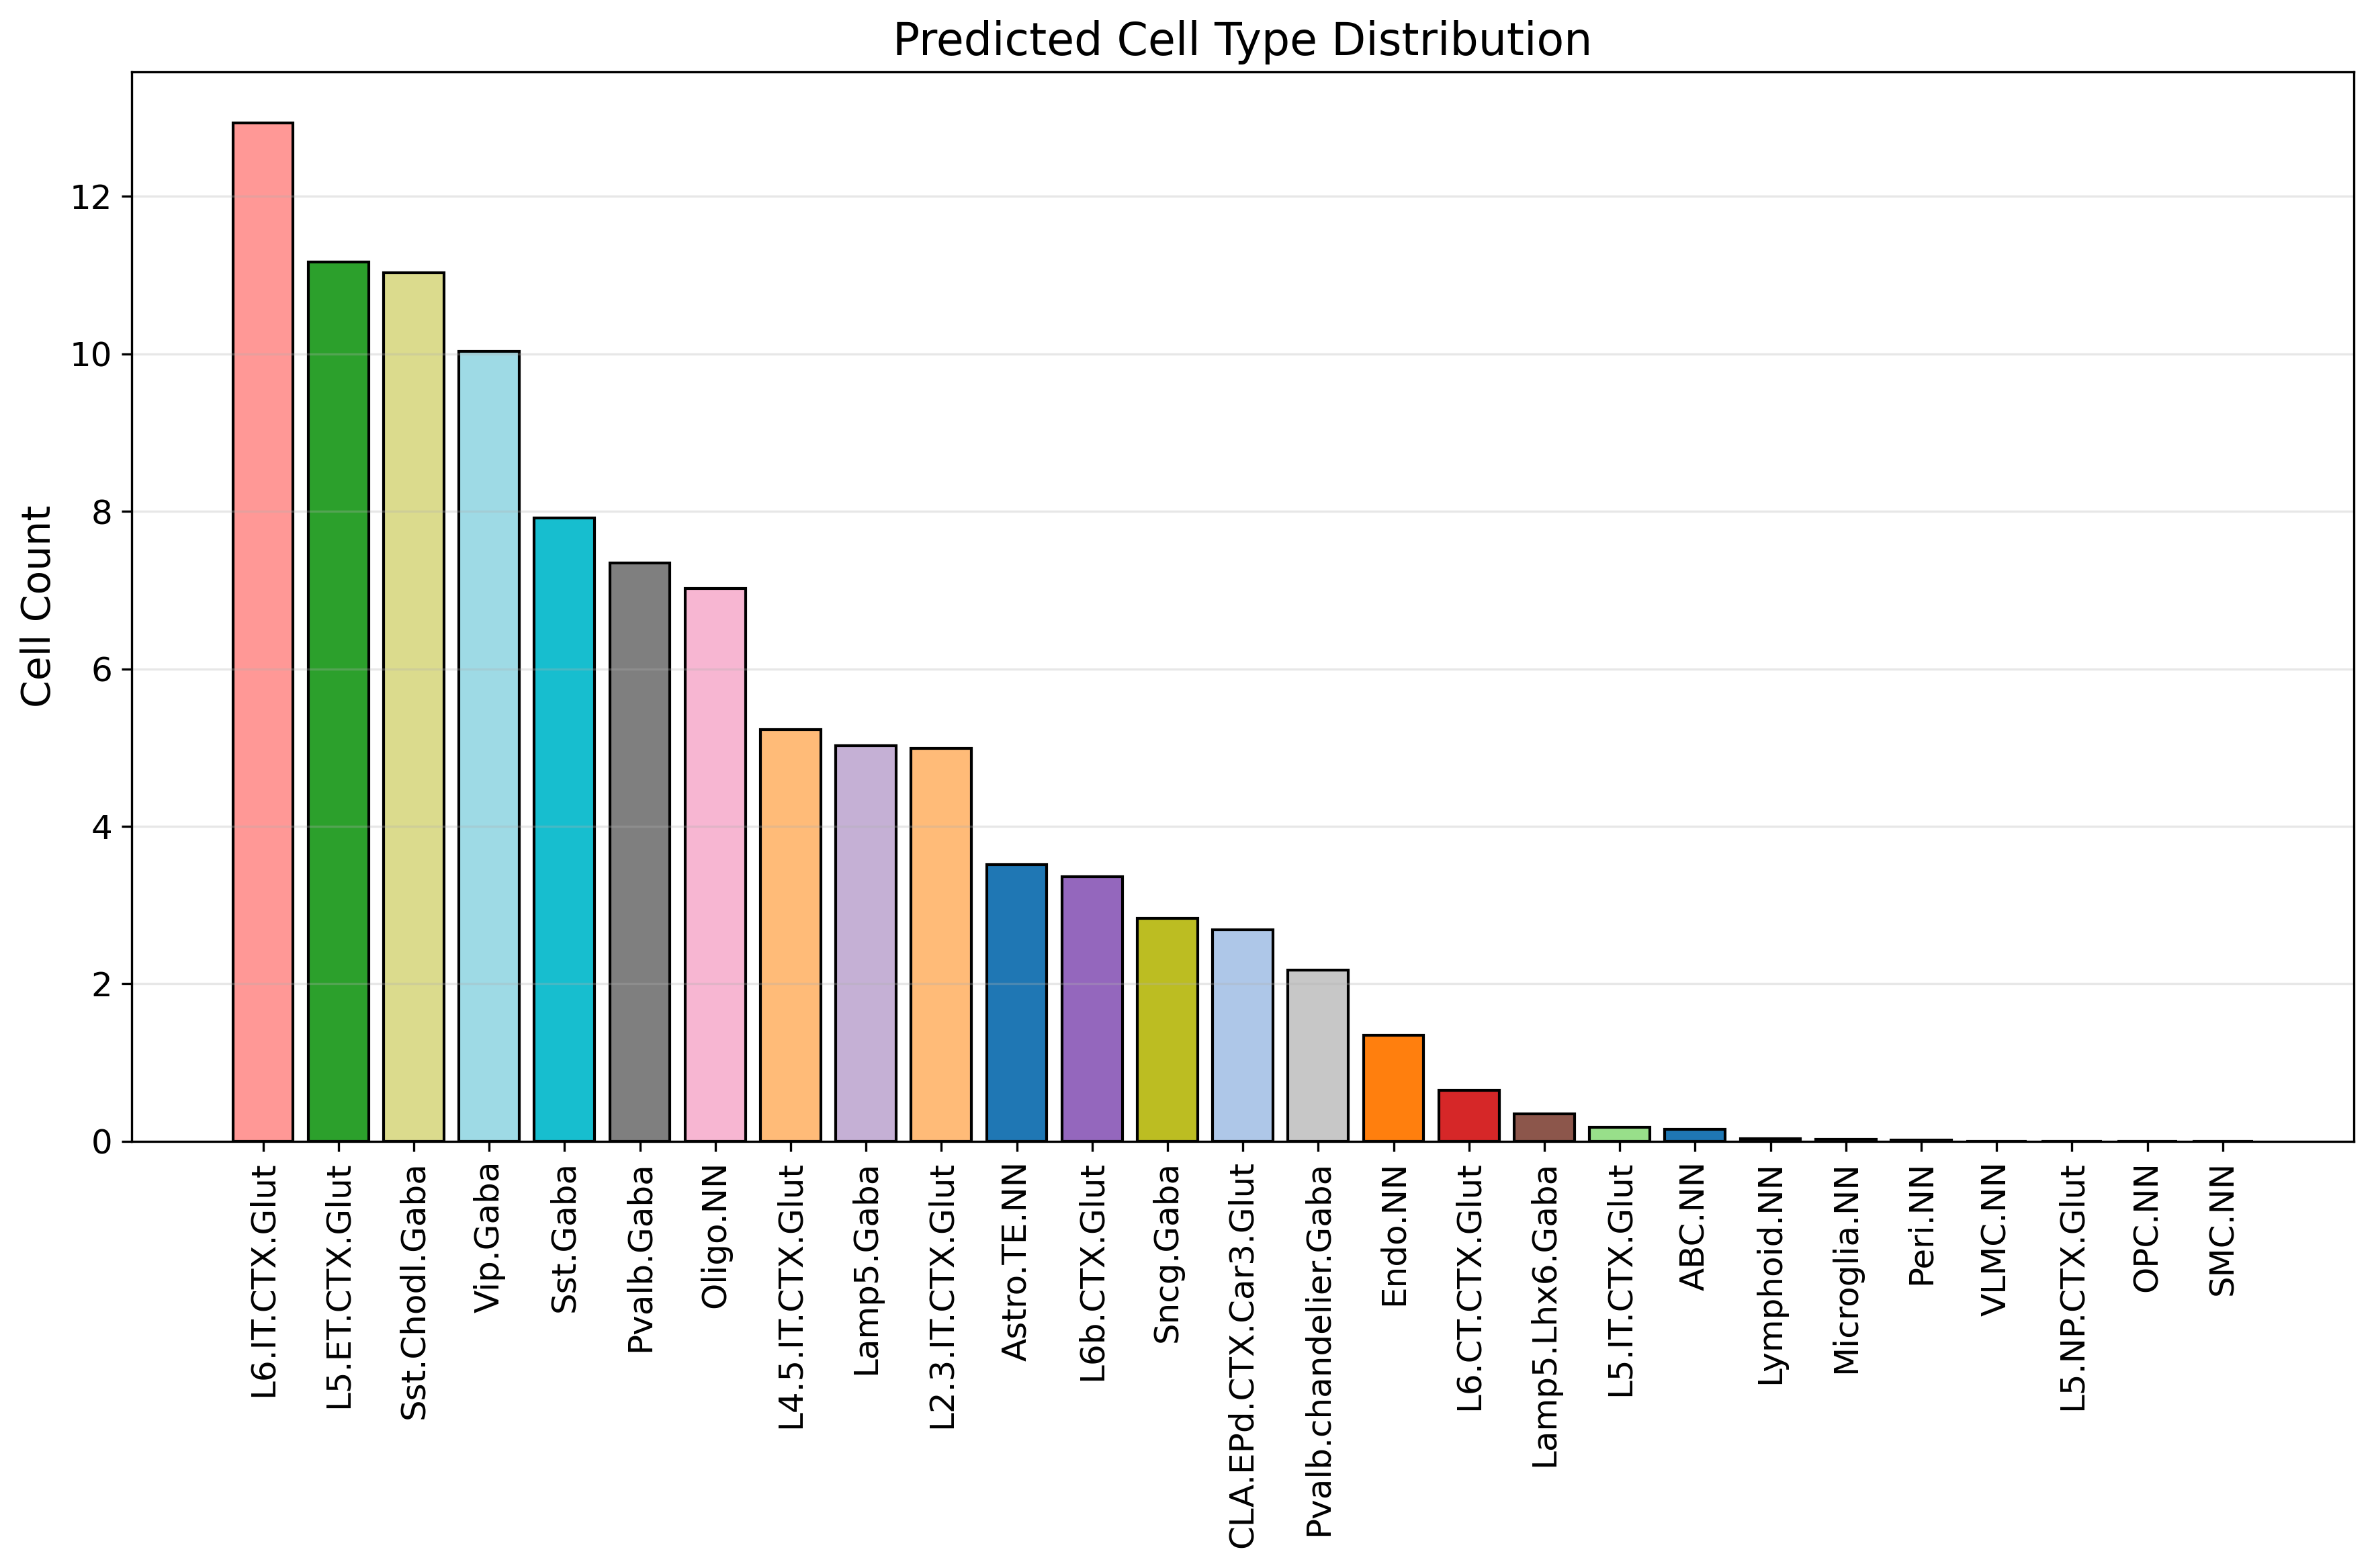 Predicted Cell Type Distribution
Cell Count
12
10
8
6
4
2
0
L6.IT.CTX.Glut
L5.ET.CTX.Glut
Sst.Chodl.Gaba
Vip.Gaba
Sst.Gaba
Pvalb.Gaba
Oligo.NN
L4.5.IT.CTX.Glut
Lamp5.Gaba
L2.3.IT.CTX.Glut
Astro.TE.NN
L6b.CTX.Glut
Sncg.Gaba
CLA.EPd.CTX.Car3.Glut
Pvalb.chandelier.Gaba
Endo.NN
L6.CT.CTX.Glut
Lamp5.Lhx6.Gaba
L5.IT.CTX.Glut
ABC.NN
Lymphoid.NN
Microglia.NN
Peri.NN
VLMC.NN
L5.NP.CTX.Glut
OPC.NN
SMC.NN